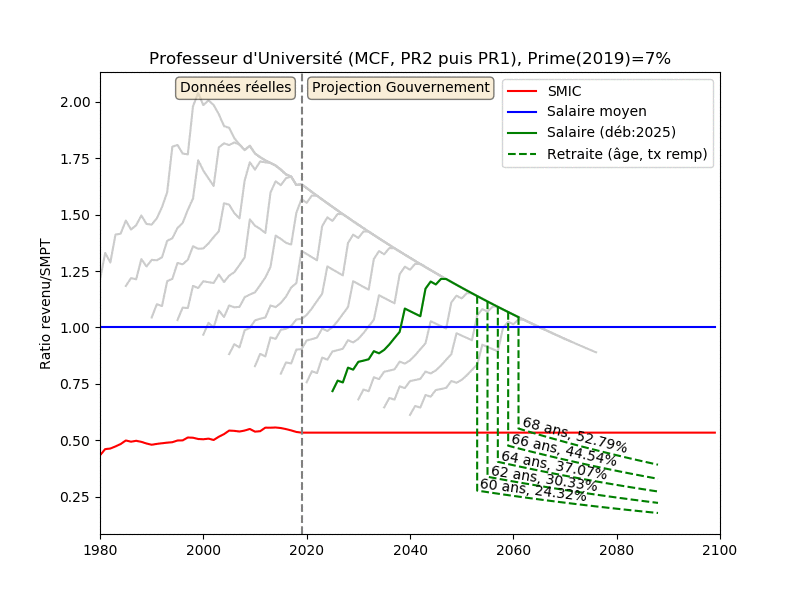 Professeur d'Université (MCF, PR2 puis PR1), Prime(2019)=7%
Données réelles
Projection Gouvernement
SMIC
Salaire moyen
Salaire (déb:2025)
Retraite (âge, tx remp)
Ratio revenu/SMPT
2.00
1.75
1.50
1.25
1.00
0.75
0.50
0.25
68 ans, 52.79%
66 ans, 44.54%
64 ans, 37.07%
62 ans, 30.33%
60 ans, 24.32%
1980
2000
2020
2040
2060
2080
2100